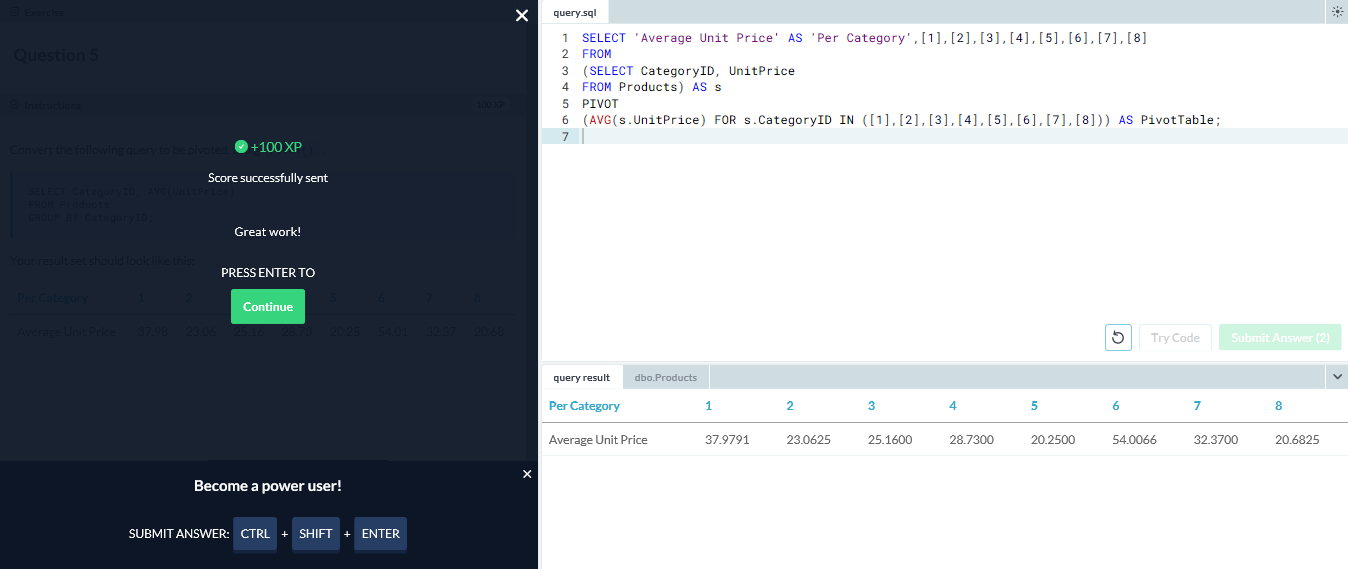 Exercise
Question 5
Instructions
100 XP
Convert the following query to be pivoted
SELECT CategoryID, AVG(UnitPrice)
FROM Products
GROUP BY CategoryID;
Your result set should look like this:
Per Category 1 2 5 6 7 8
Average Unit Price 37.98 23.06 25.16 28.73 20.25 54.01 32.37 20.68
+100 XP
Score successfully sent
Great work!
PRESS ENTER TO
Continue
Become a power user!
SUBMIT ANSWER: CTRL + SHIFT + ENTER
query.sql
1 SELECT 'Average Unit Price' AS 'Per Category',[1],[2],[3],[4],[5],[6],[7],[8]
2 FROM
3 (SELECT CategoryID, UnitPrice
4 FROM Products) AS s
5 PIVOT
6 (AVG(s.UnitPrice) FOR s.CategoryID IN ([1],[2],[3],[4],[5],[6],[7],[8])) AS PivotTable;
7
Try Code
Submit Answer (2)
query result dbo.Products
Per Category 1 2 3 4 5 6 7 8
Average Unit Price 37.9791 23.0625 25.1600 28.7300 20.2500 54.0066 32.3700 20.6825